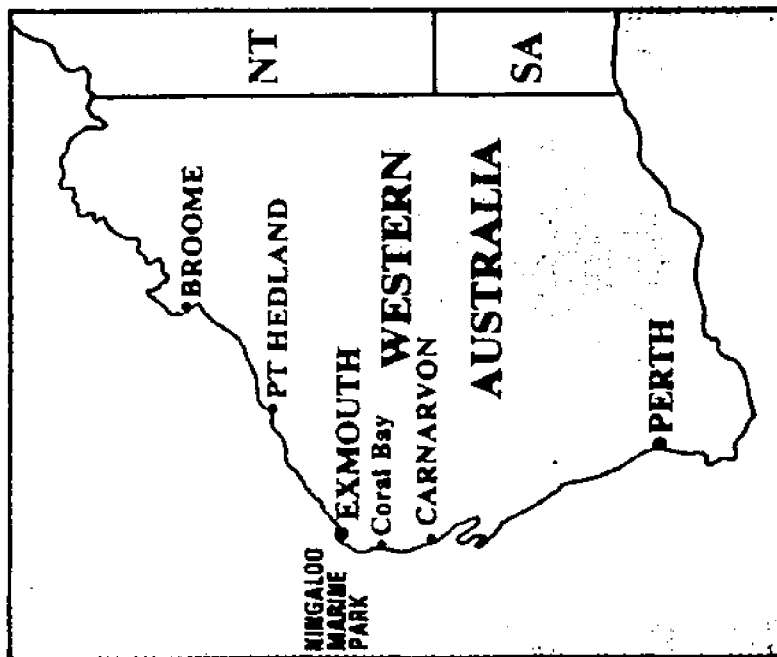 NT
SA
BROOME
PT HEDLAND
NINGALOO
MARINE
PARK
EXMOUTH
Coral Bay
WESTERN
CARNARVON
AUSTRALIA
PERTH